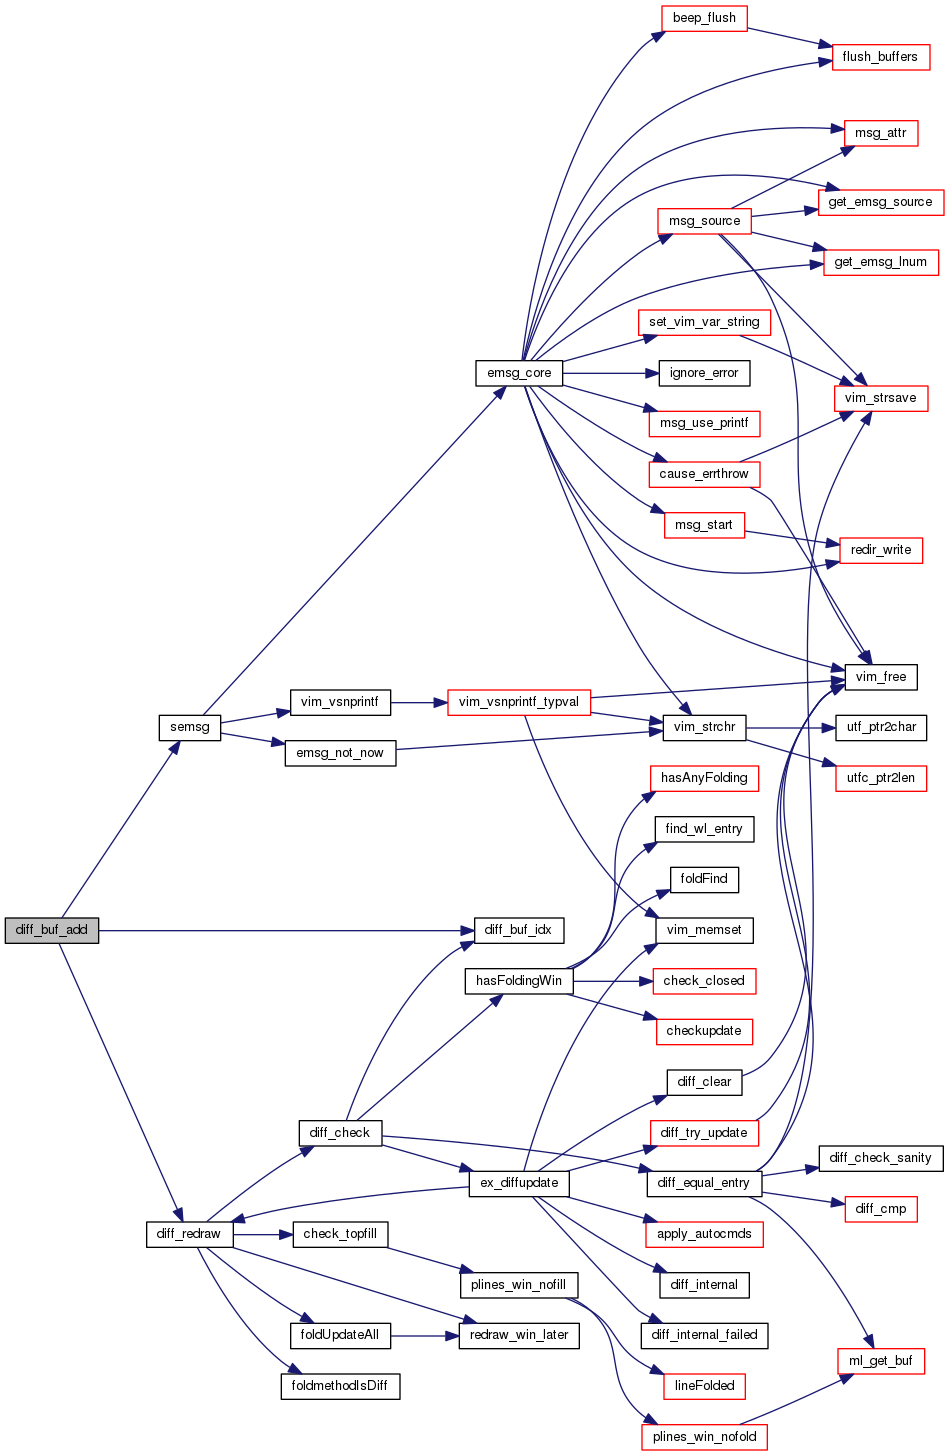 beep_flush
flush_buffers
msg_attr
get_emsg_source
msg_source
get_emsg_lnum
set_vim_var_string
emsg_core
ignore_error
vim_strsave
msg_use_printf
cause_errthrow
msg_start
redir_write
vim_free
vim_vsnprintf
vim_vsnprintf_typval
semsg
vim_strchr
utf_ptr2char
emsg_not_now
hasAnyFolding
utfc_ptr2len
find_wl_entry
foldFind
diff_buf_add
diff_buf_idx
vim_memset
hasFoldingWin
check_closed
checkupdate
diff_clear
diff_check
diff_try_update
diff_check_sanity
ex_diffupdate
diff_equal_entry
diff_cmp
diff_redraw
check_topfill
apply_autocmds
plines_win_nofill
diff_internal
foldUpdateAll
redraw_win_later
diff_internal_failed
ml_get_buf
foldmethodIsDiff
lineFolded
plines_win_nofold